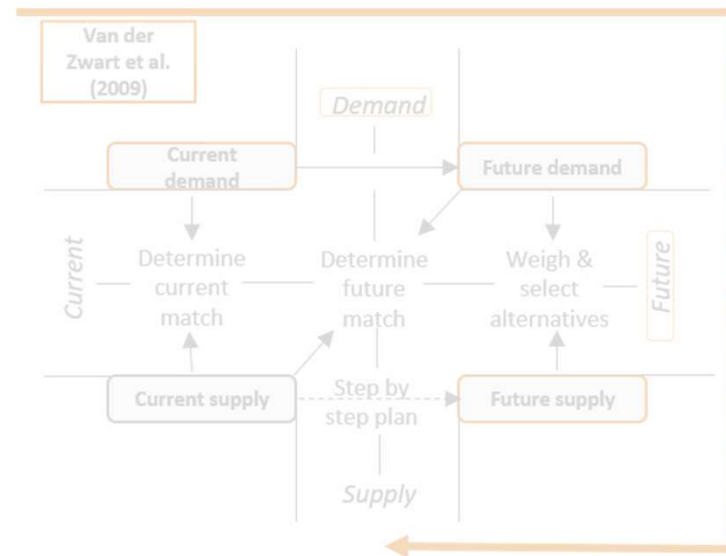 Van der
Zwart et al.
(2009)
Demand
Current
demand
Future demand
Current
Determine
current
match
Determine
future
match
Weigh &
select
alternatives
Future
Current supply
Step by
step plan
Future supply
Supply